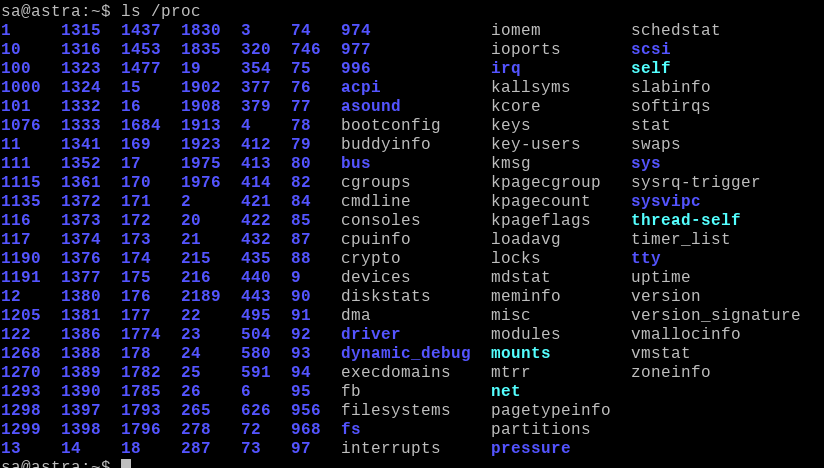 sa@astra:~$ ls /proc
1 1315 1437 1830 3 74 974 iomem schedstat
10 1316 1453 1835 320 746 977 ioports scsi
100 1323 1477 19 354 75 996 irq self
1000 1324 15 1902 377 76 acpi kallsyms slabinfo
101 1332 16 1908 379 77 asound kcore softirqs
1076 1333 1684 1913 4 78 bootconfig keys stat
11 1341 169 1923 412 79 buddyinfo key-users swaps
111 1352 17 1975 413 80 bus kmsg sys
1115 1361 170 1976 414 82 cgroups kpagecgroup sysrq-trigger
1135 1372 171 2 421 84 cmdline kpagecount sysvipc
116 1373 172 20 422 85 consoles kpageflags thread-self
117 1374 173 21 432 87 cpuinfo loadavg timer_list
1190 1376 174 215 435 88 crypto locks tty
1191 1377 175 216 440 9 devices mdstat uptime
12 1380 176 2189 443 90 diskstats meminfo version
1205 1381 177 22 495 91 dma misc version_signature
122 1386 1774 23 504 92 driver modules vmallocinfo
1268 1388 178 24 580 93 dynamic_debug mounts vmstat
1270 1389 1782 25 591 94 execdomains mtrr zoneinfo
1293 1390 1785 26 6 95 fb net
1298 1397 1793 265 626 956 filesystems pagetypeinfo
1299 1398 1796 278 72 968 fs partitions
13 14 18 287 73 97 interrupts pressure
sa@astra:~$